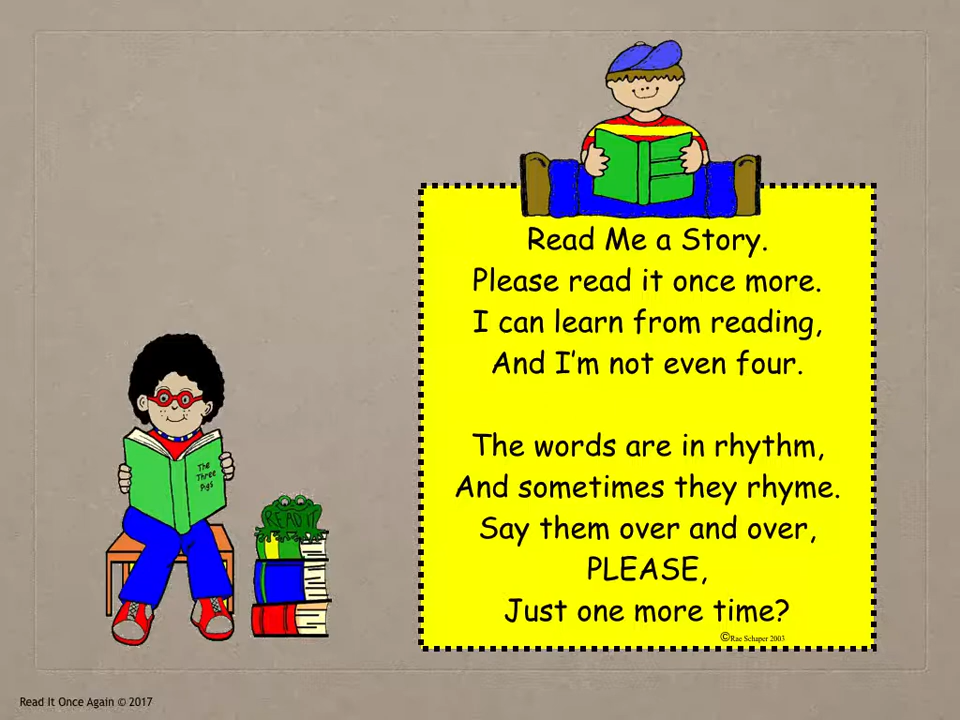 Read Me a Story.
Please read it once more.
I can learn from reading,
And I'm not even four.
The words are in rhythm,
And sometimes they rhyme.
Say them over and over,
PLEASE,
Just one more time?
©Rae Schaper 2003
The
Three
Pigs
READ IT
Read It Once Again © 2017